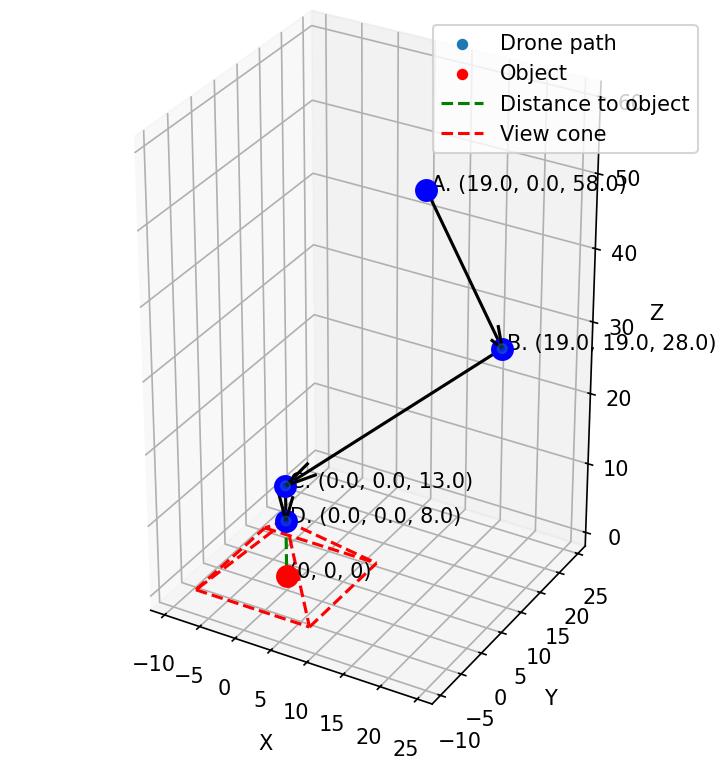 Drone path
Object
Distance to object
View cone
A. (19.0, 0.0, 58.0)
B. (19.0, 19.0, 28.0)
C. (0.0, 0.0, 13.0)
D. (0.0, 0.0, 8.0)
(0, 0, 0)
60
50
40
30
20
10
0
Z
−10
−5
0
5
10
15
20
25
X
−10
−5
0
5
10
15
20
25
Y